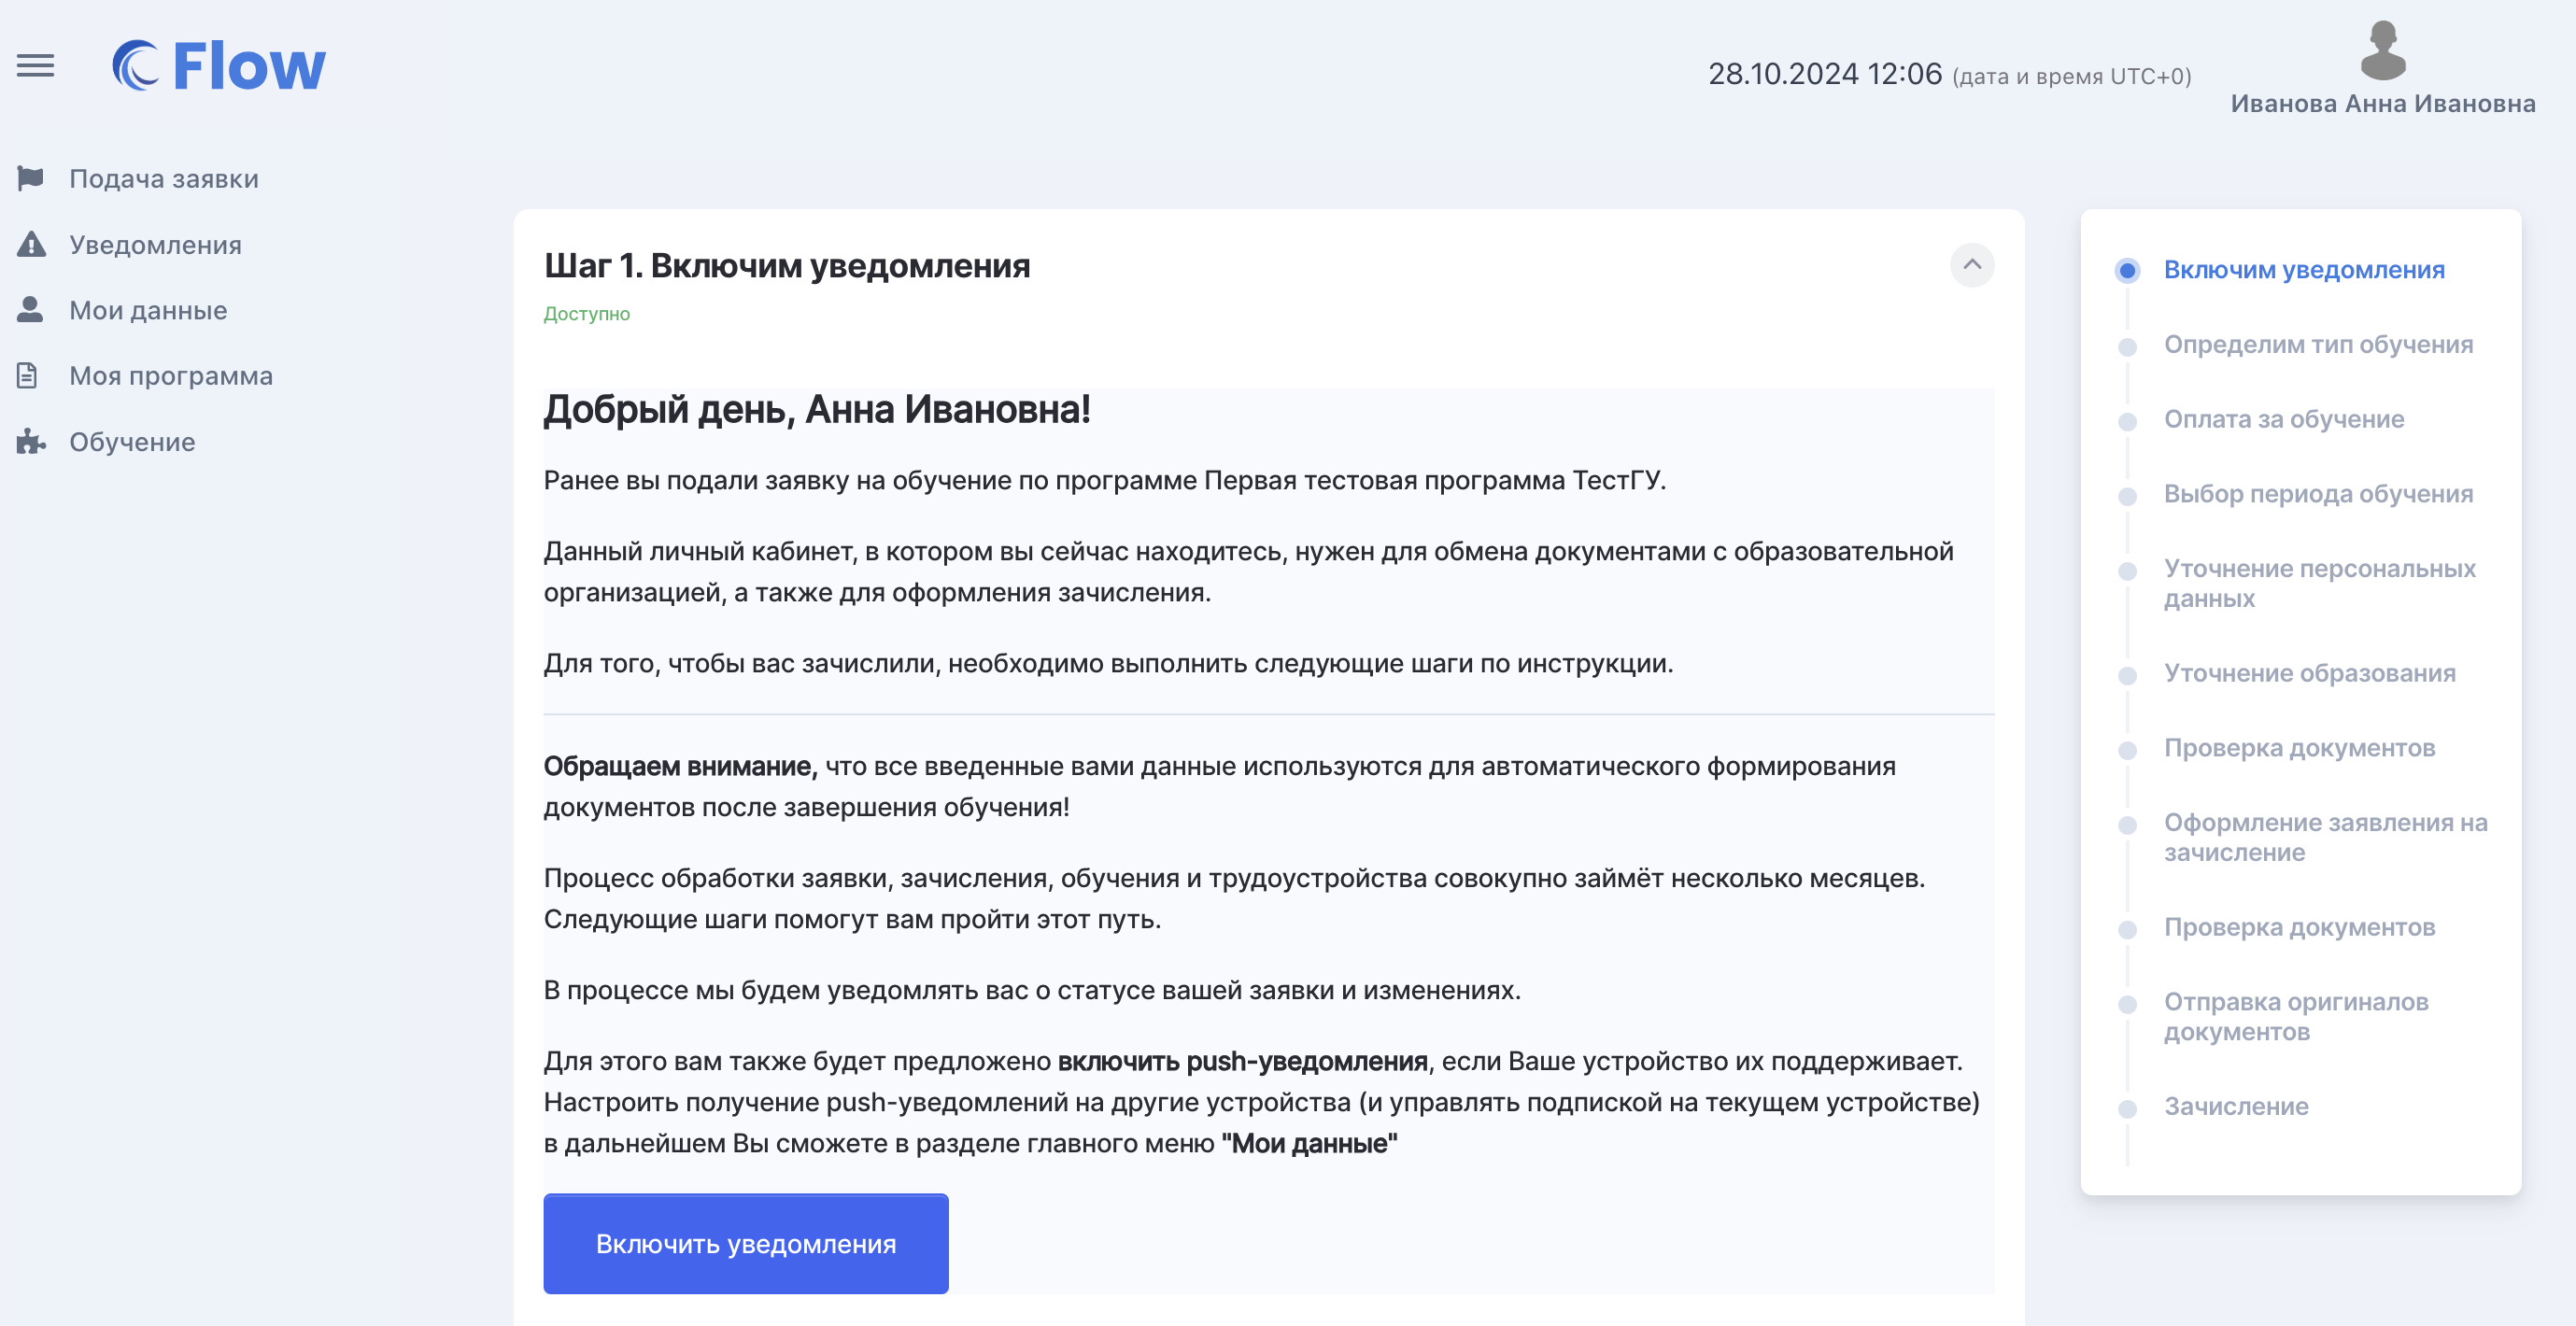 Flow
28.10.2024 12:06 (дата и время UTC+0)
Иванова Анна Ивановна
Подача заявки
Уведомления
Мои данные
Моя программа
Обучение
Шаг 1. Включим уведомления
Доступно
Добрый день, Анна Ивановна!
Ранее вы подали заявку на обучение по программе Первая тестовая программа ТестГУ.
Данный личный кабинет, в котором вы сейчас находитесь, нужен для обмена документами с образовательной
организацией, а также для оформления зачисления.
Для того, чтобы вас зачислили, необходимо выполнить следующие шаги по инструкции.
Обращаем внимание, что все введенные вами данные используются для автоматического формирования
документов после завершения обучения!
Процесс обработки заявки, зачисления, обучения и трудоустройства совокупно займёт несколько месяцев.
Следующие шаги помогут вам пройти этот путь.
В процессе мы будем уведомлять вас о статусе вашей заявки и изменениях.
Для этого вам также будет предложено включить push-уведомления, если Ваше устройство их поддерживает.
Настроить получение push-уведомлений на другие устройства (и управлять подпиской на текущем устройстве)
в дальнейшем Вы сможете в разделе главного меню "Мои данные"
Включить уведомления
Включим уведомления
Определим тип обучения
Оплата за обучение
Выбор периода обучения
Уточнение персональных
данных
Уточнение образования
Проверка документов
Оформление заявления на
зачисление
Проверка документов
Отправка оригиналов
документов
Зачисление